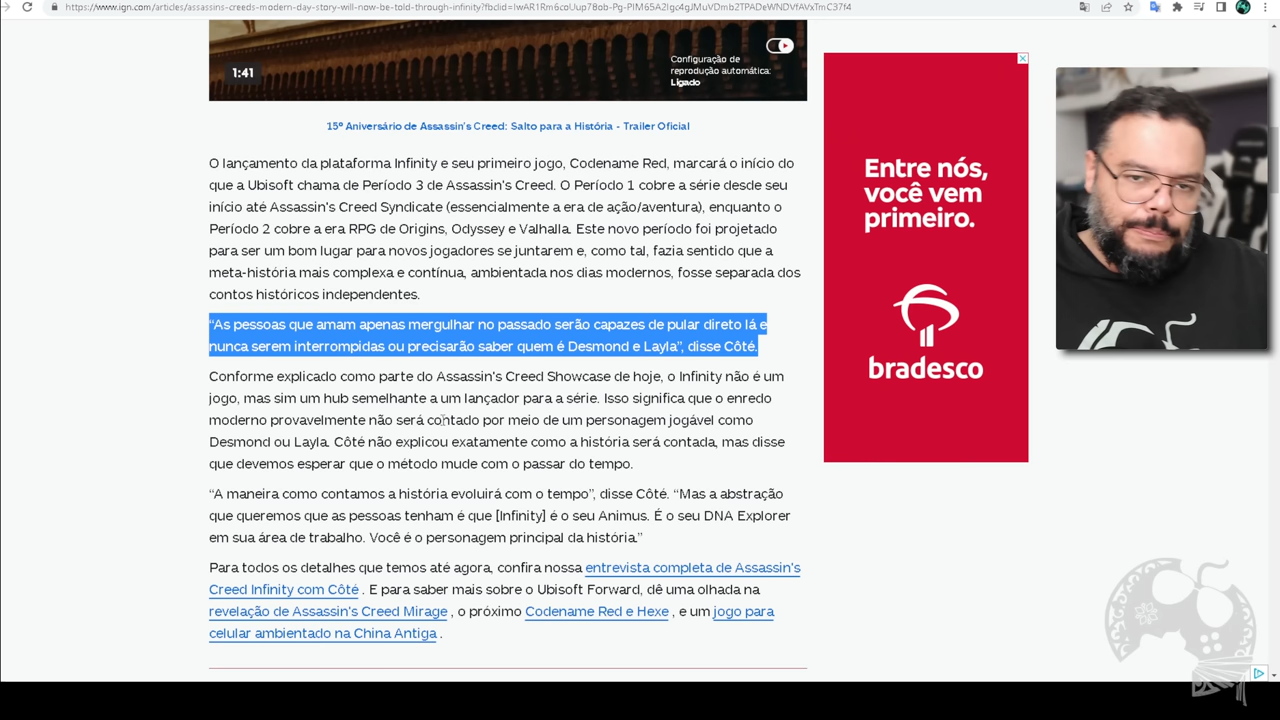 https://www.ign.com/articles/assassins-creeds-modern-day-story-will-now-be-told-through-infinity?fbclid=IwAR1Rm6coUup78ob-Pg-PIM65A2Igc4gJMuVDmb2TPADeWNDVfAVxTmC37f4
1:41
Configuração de
reprodução automática:
Ligado
15º Aniversário de Assassin's Creed: Salto para a História - Trailer Oficial
O lançamento da plataforma Infinity e seu primeiro jogo, Codename Red, marcará o início do
que a Ubisoft chama de Período 3 de Assassin's Creed. O Período 1 cobre a série desde seu
início até Assassin's Creed Syndicate (essencialmente a era de ação/aventura), enquanto o
Período 2 cobre a era RPG de Origins, Odyssey e Valhalla. Este novo período foi projetado
para ser um bom lugar para novos jogadores se juntarem e, como tal, fazia sentido que a
meta-história mais complexa e contínua, ambientada nos dias modernos, fosse separada dos
contos históricos independentes.
“As pessoas que amam apenas mergulhar no passado serão capazes de pular direto lá e
nunca serem interrompidas ou precisarão saber quem é Desmond e Layla”, disse Côté.
Conforme explicado como parte do Assassin's Creed Showcase de hoje, o Infinity não é um
jogo, mas sim um hub semelhante a um lançador para a série. Isso significa que o enredo
moderno provavelmente não será contado por meio de um personagem jogável como
Desmond ou Layla. Côté não explicou exatamente como a história será contada, mas disse
que devemos esperar que o método mude com o passar do tempo.
“A maneira como contamos a história evoluirá com o tempo”, disse Côté. “Mas a abstração
que queremos que as pessoas tenham é que [Infinity] é o seu Animus. É o seu DNA Explorer
em sua área de trabalho. Você é o personagem principal da história.”
Para todos os detalhes que temos até agora, confira nossa entrevista completa de Assassin's
Creed Infinity com Côté . E para saber mais sobre o Ubisoft Forward, dê uma olhada na
revelação de Assassin's Creed Mirage , o próximo Codename Red e Hexe , e um jogo para
celular ambientado na China Antiga .
Entre nós,
você vem
primeiro.
bradesco